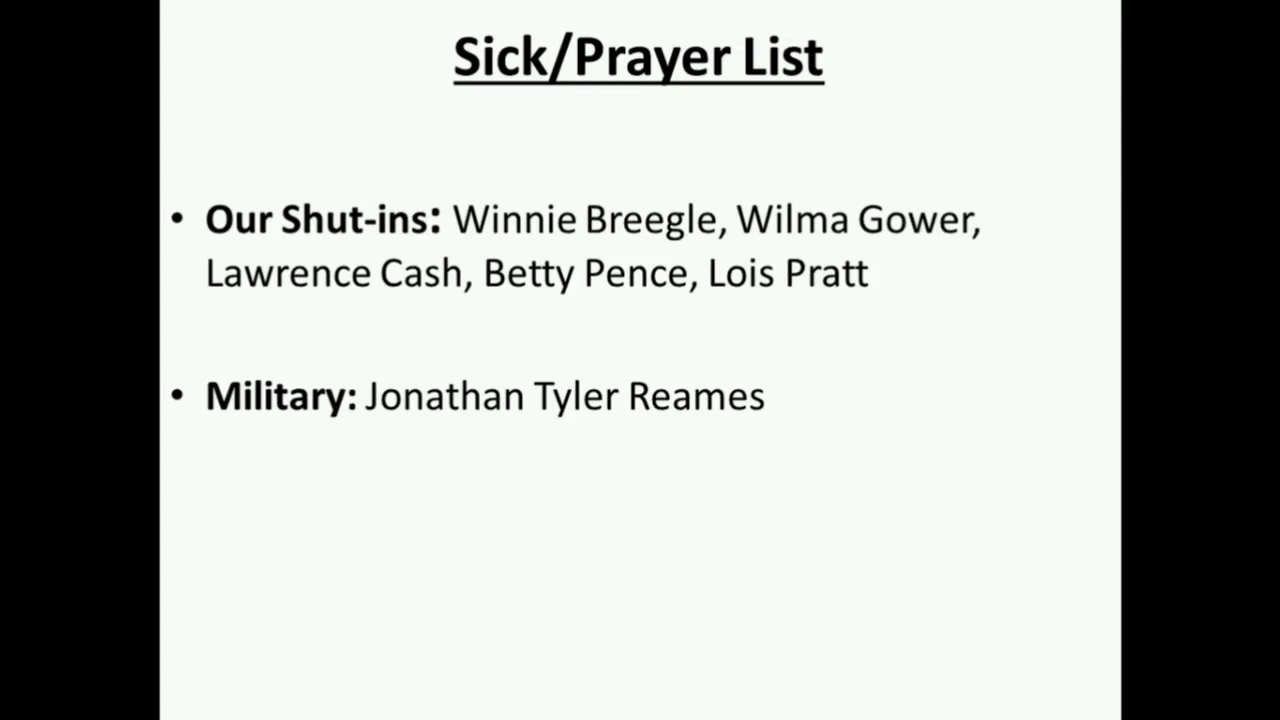 Sick/Prayer List
• Our Shut-ins: Winnie Breegle, Wilma Gower,
Lawrence Cash, Betty Pence, Lois Pratt
• Military: Jonathan Tyler Reames